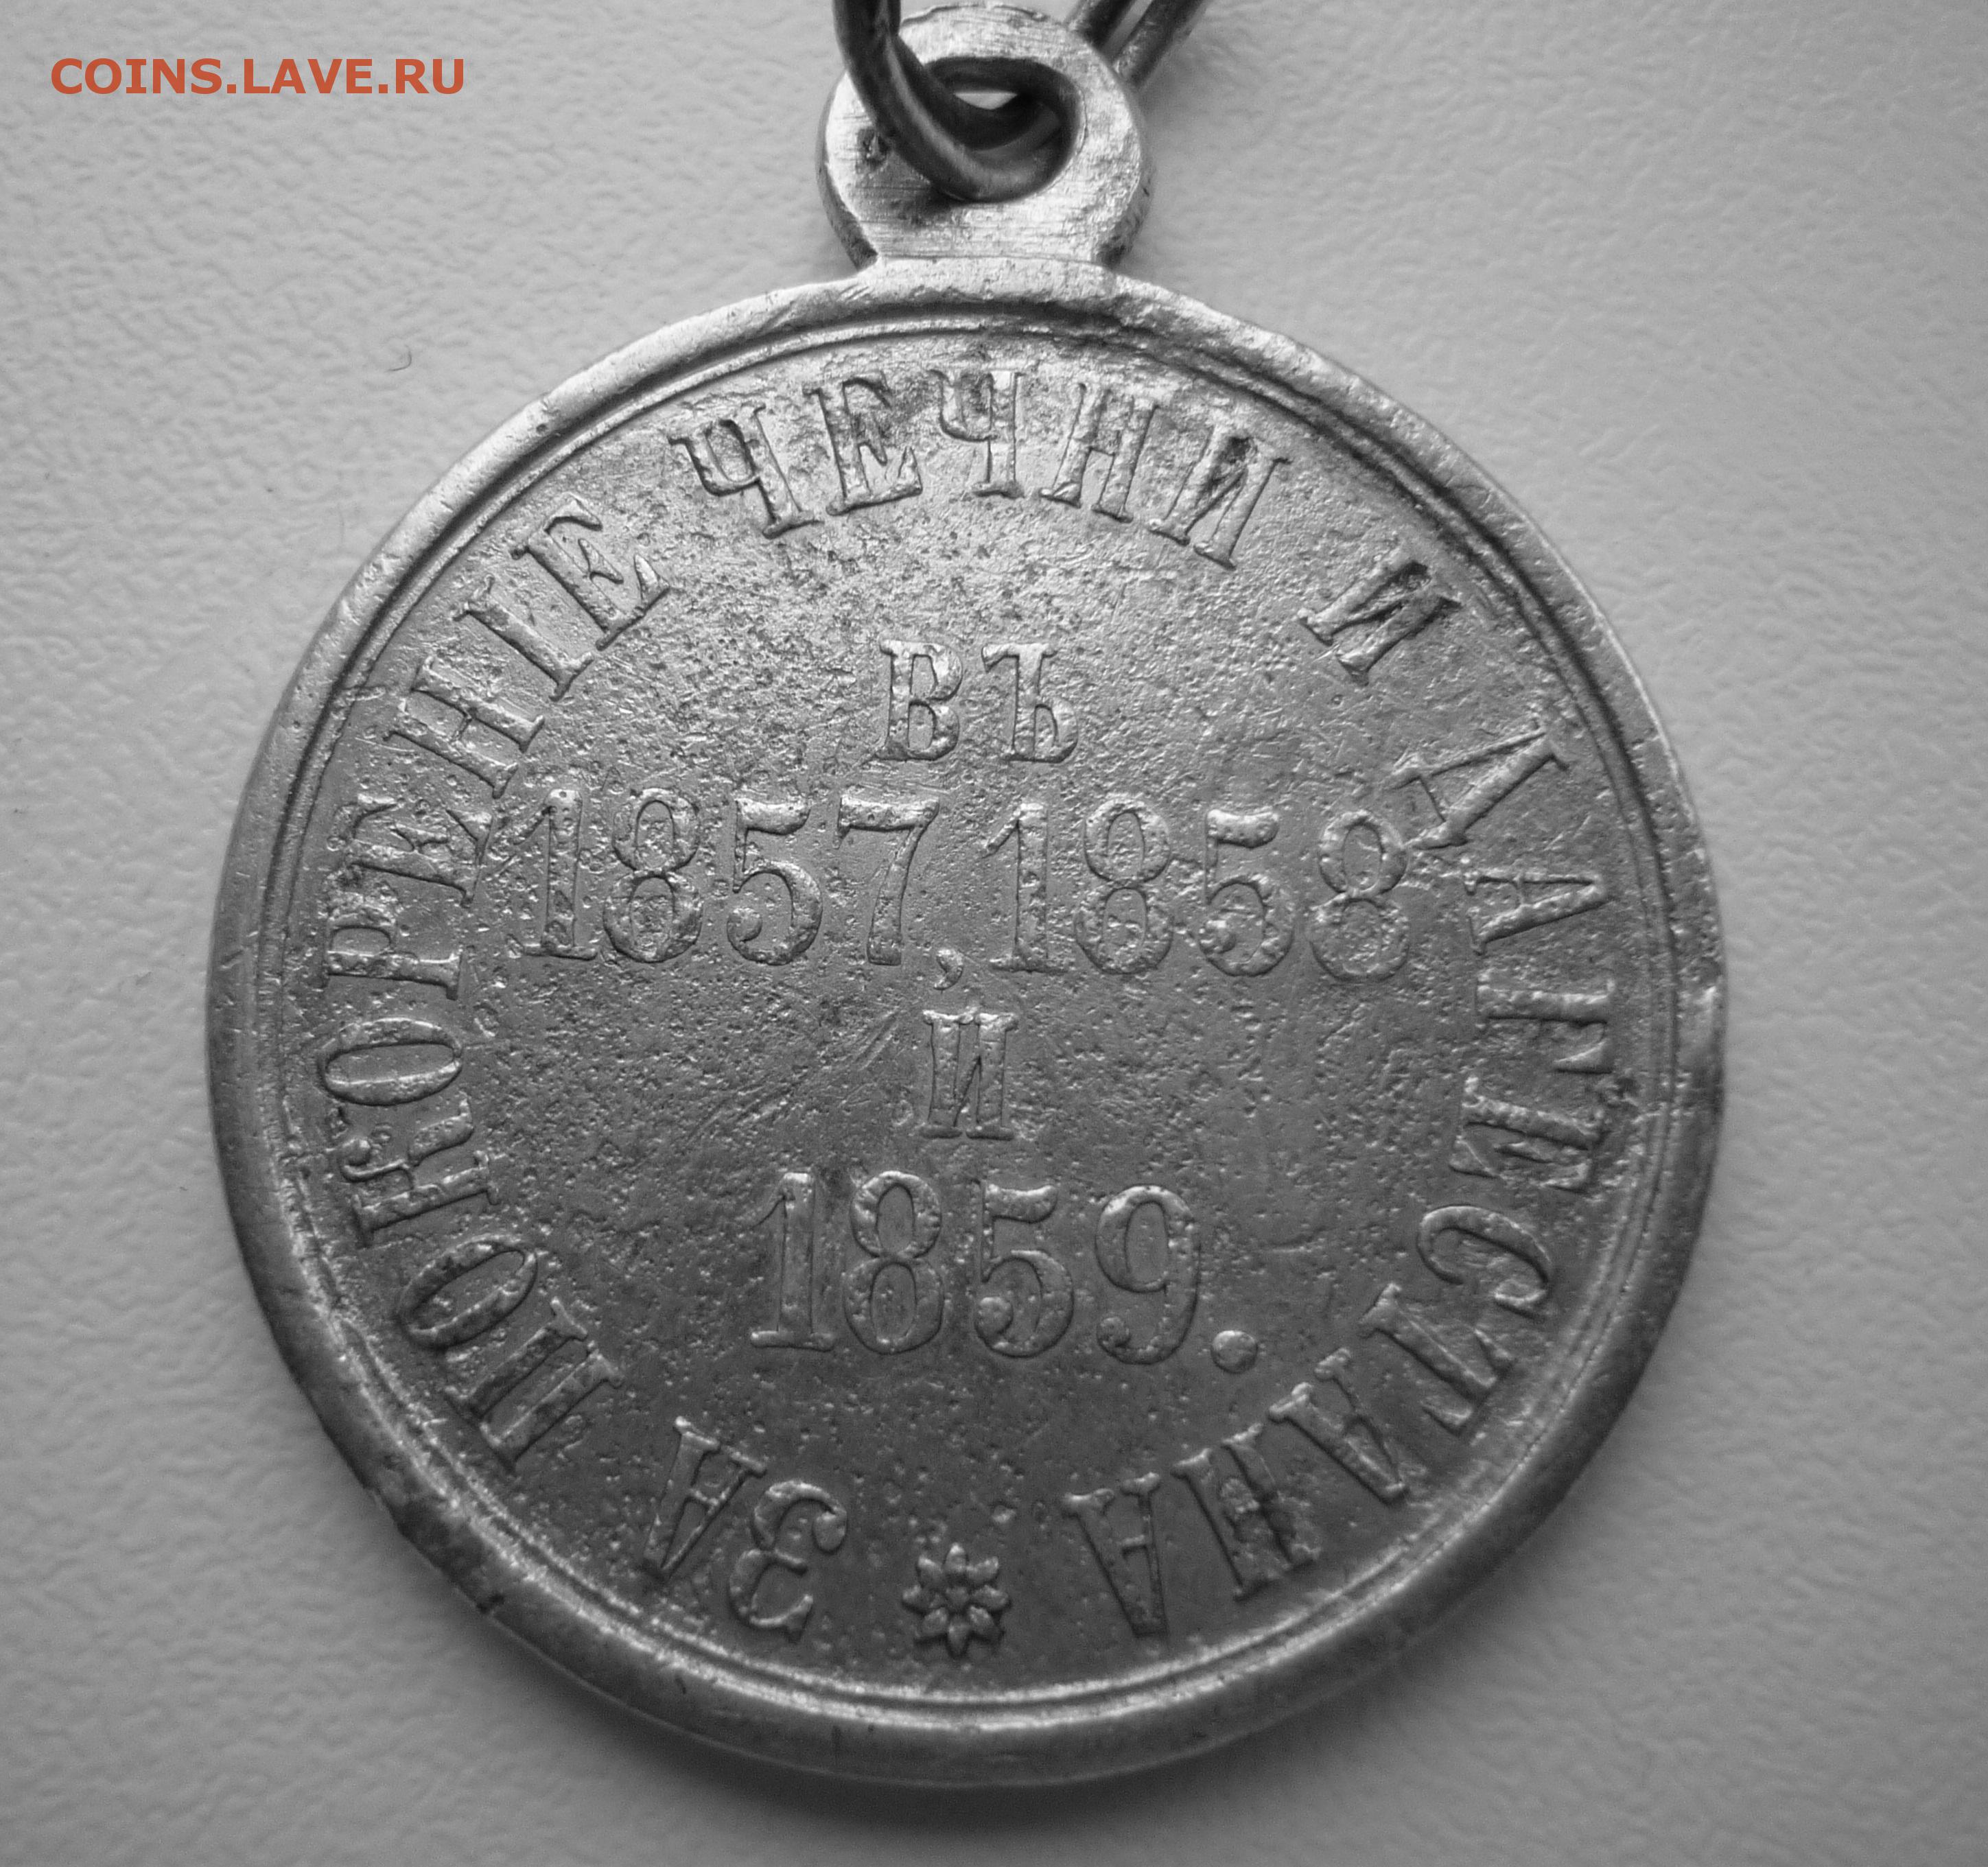 COINS.LAVE.RU
ЗА ПОКОРЕНІЕ ЧЕЧНИ И ДАГЕСТАНА
ВЪ
1857, 1858
И
1859.